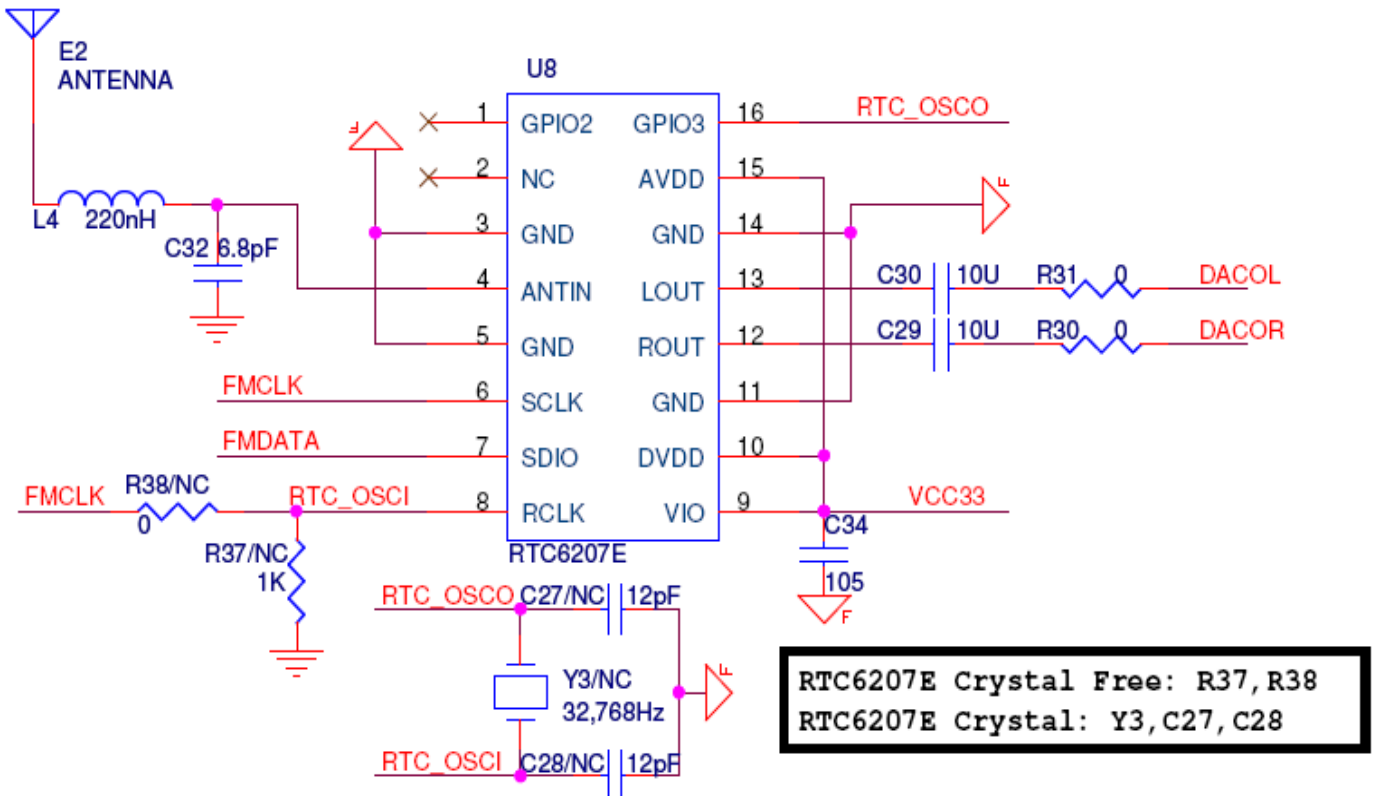 E2
ANTENNA
L4 220nH
C32 6.8pF
F
U8
1 GPIO2 GPIO3 16 RTC_OSCO
2 NC AVDD 15
3 GND GND 14
F
4 ANTIN LOUT 13 C30 10U R31 0 DACOL
5 GND ROUT 12 C29 10U R30 0 DACOR
FMCLK 6 SCLK GND 11
FMDATA 7 SDIO DVDD 10
FMCLK R38/NC 0 RTC_OSCI 8 RCLK VIO 9 VCC33
R37/NC
1K
RTC6207E
C34
105
F
RTC_OSCO C27/NC 12pF
Y3/NC
32,768Hz
F
RTC_OSCI C28/NC 12pF
RTC6207E Crystal Free: R37,R38
RTC6207E Crystal: Y3,C27,C28